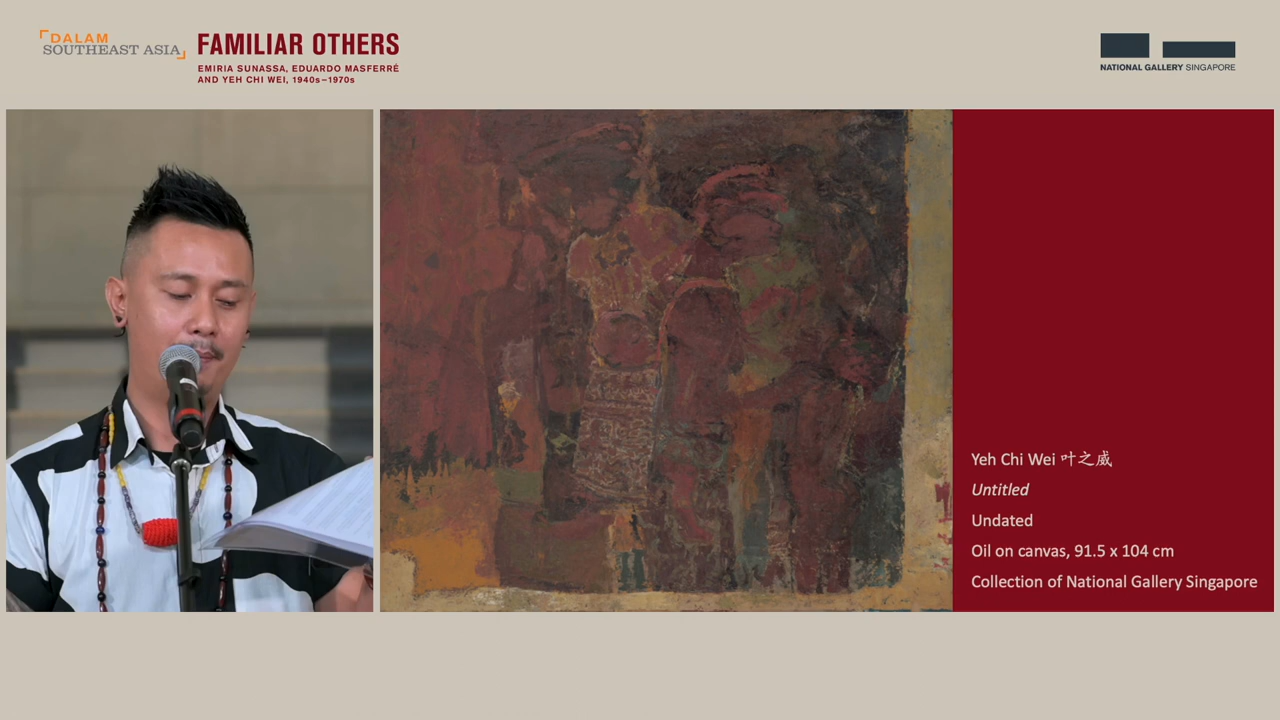 DALAM
SOUTHEAST ASIA
FAMILIAR OTHERS
EMIRIA SUNASSA, EDUARDO MASFERRÉ
AND YEH CHI WEI, 1940s–1970s
NATIONAL GALLERY SINGAPORE
Yeh Chi Wei 叶之威
Untitled
Undated
Oil on canvas, 91.5 x 104 cm
Collection of National Gallery Singapore